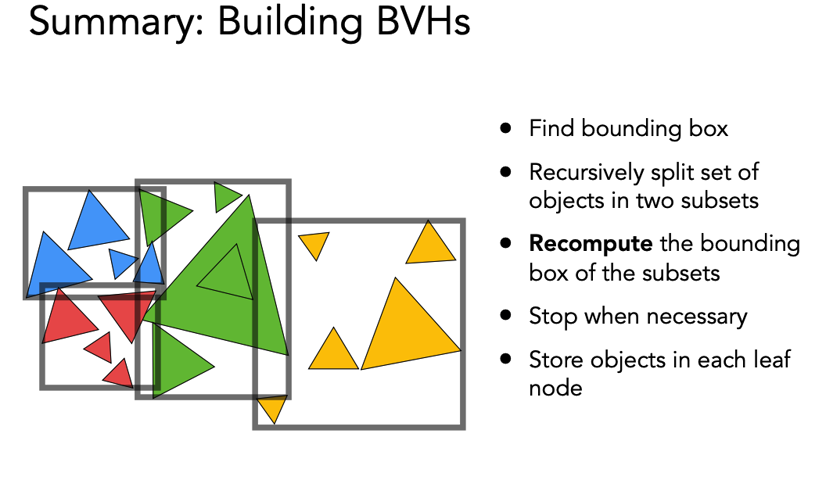 Summary: Building BVHs
• Find bounding box
• Recursively split set of
objects in two subsets
• Recompute the bounding
box of the subsets
• Stop when necessary
• Store objects in each leaf
node